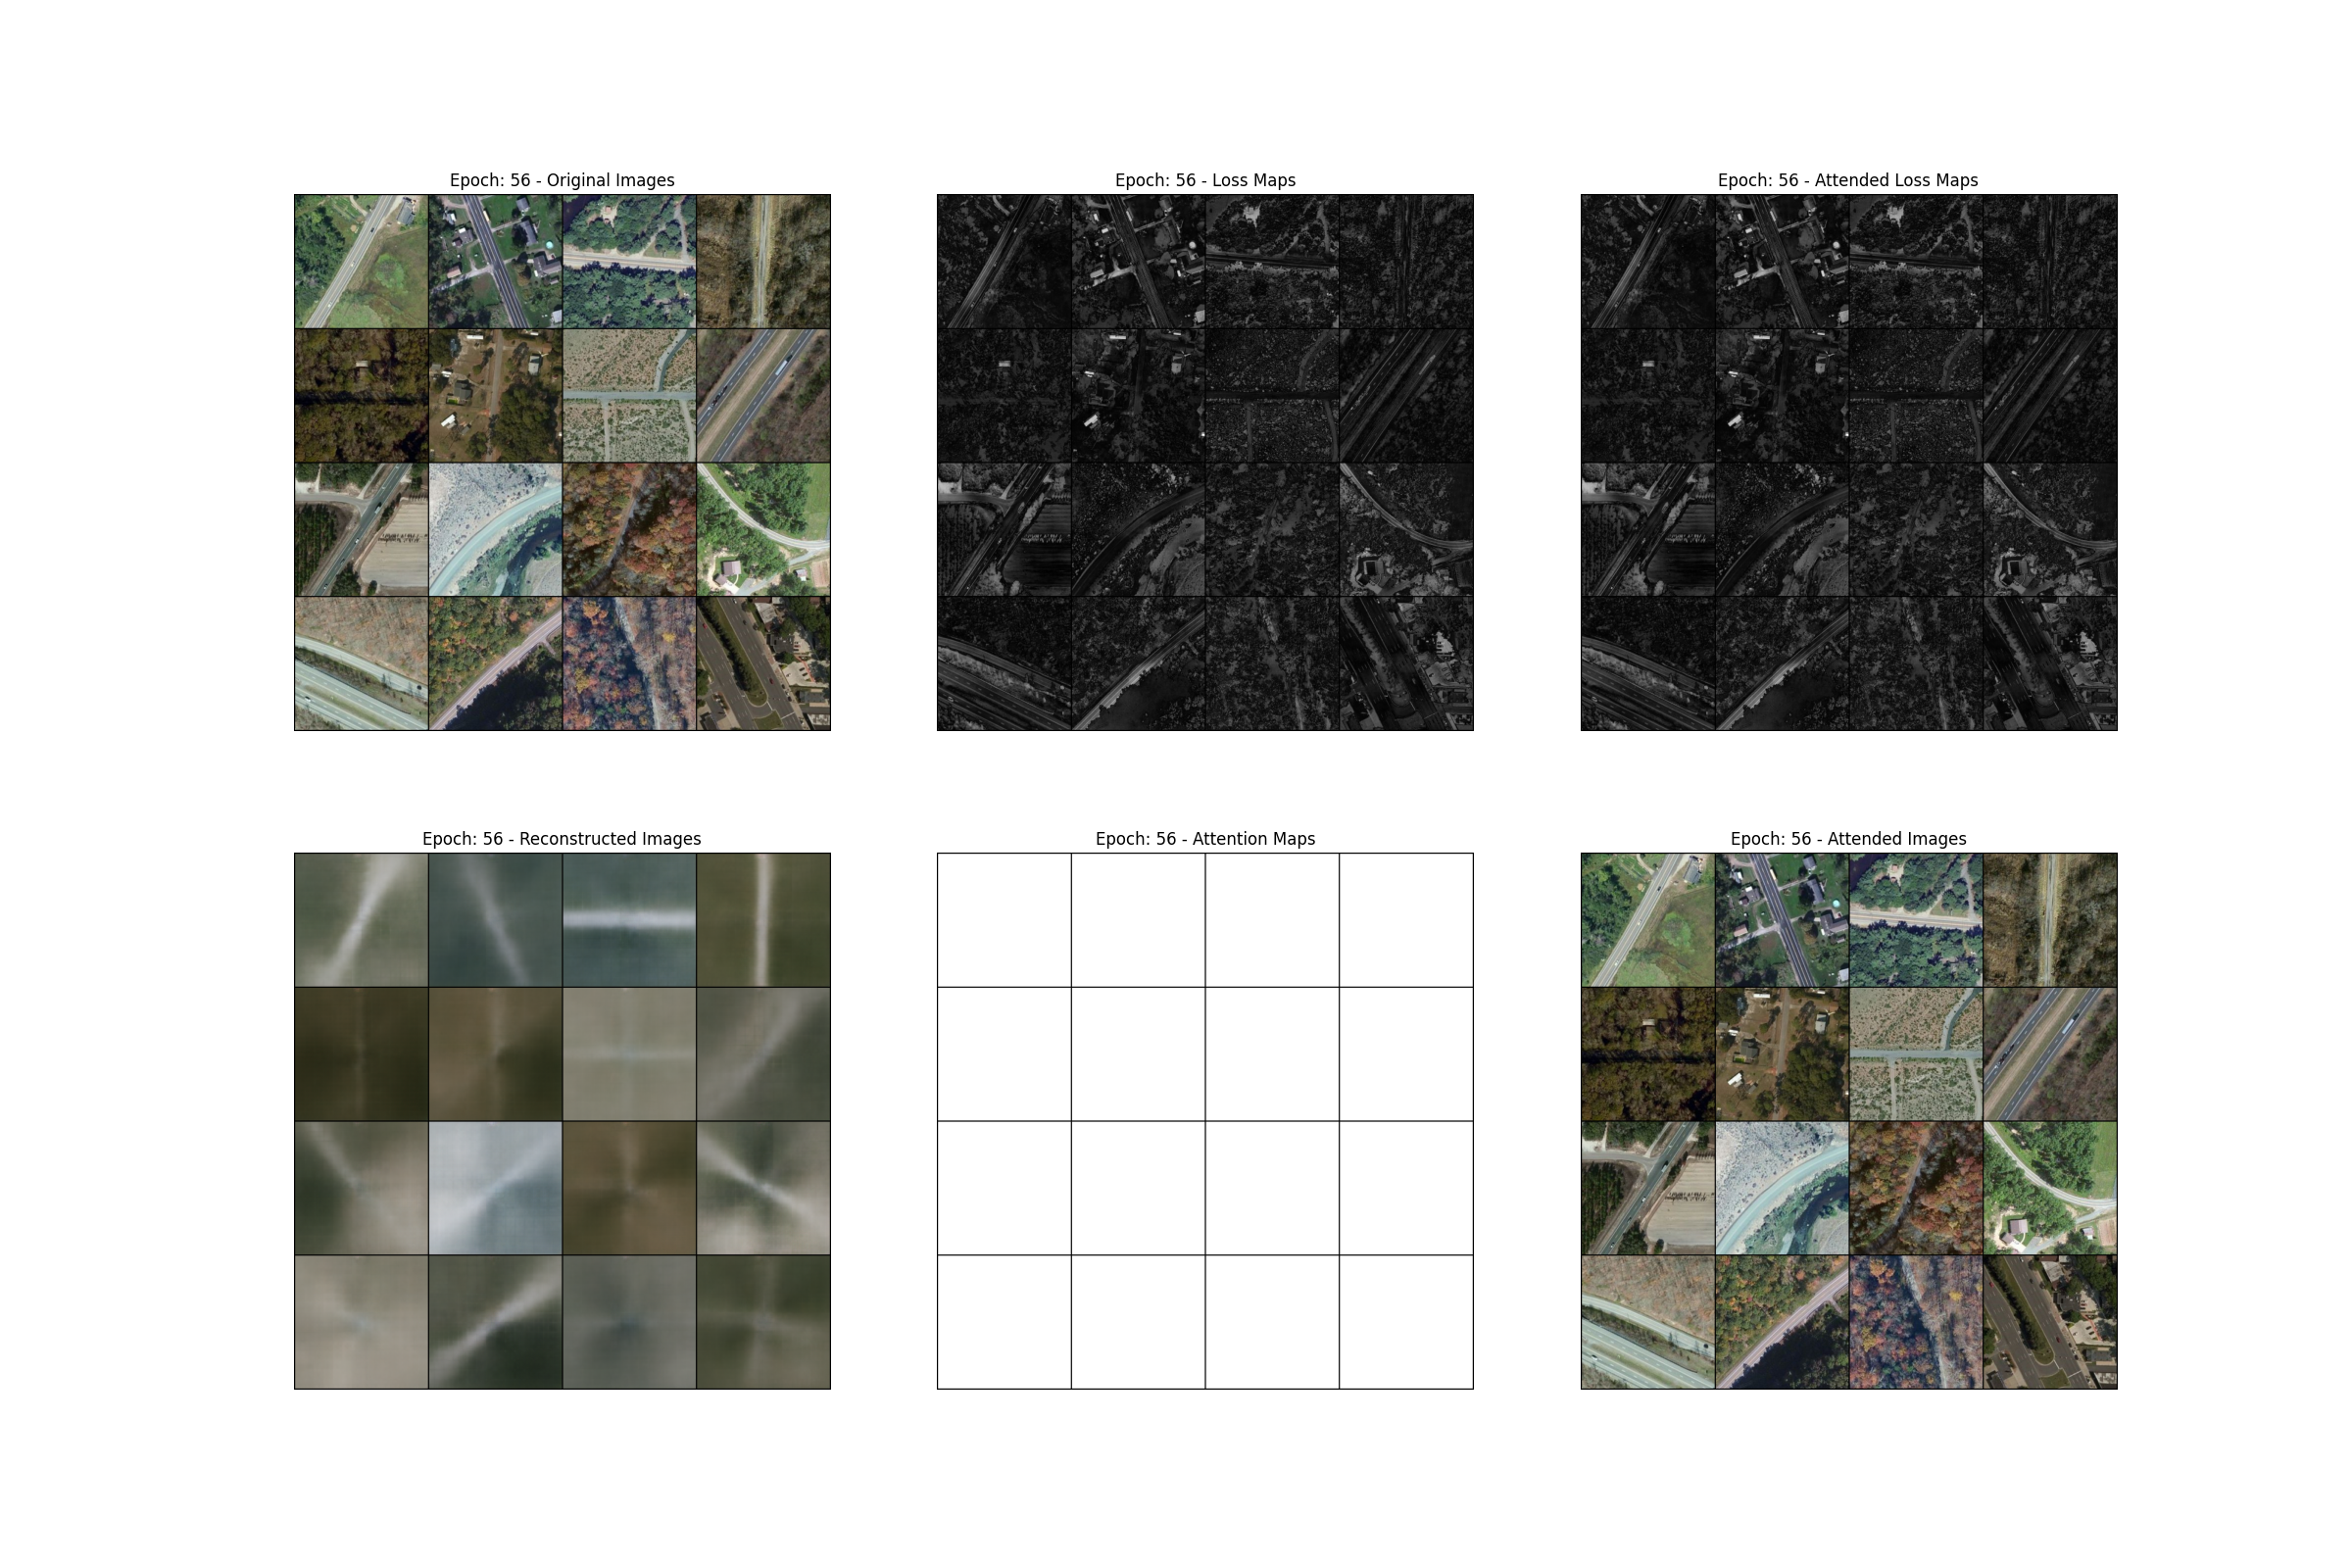 Epoch: 56 - Original Images
Epoch: 56 - Loss Maps
Epoch: 56 - Attended Loss Maps
Epoch: 56 - Reconstructed Images
Epoch: 56 - Attention Maps
Epoch: 56 - Attended Images